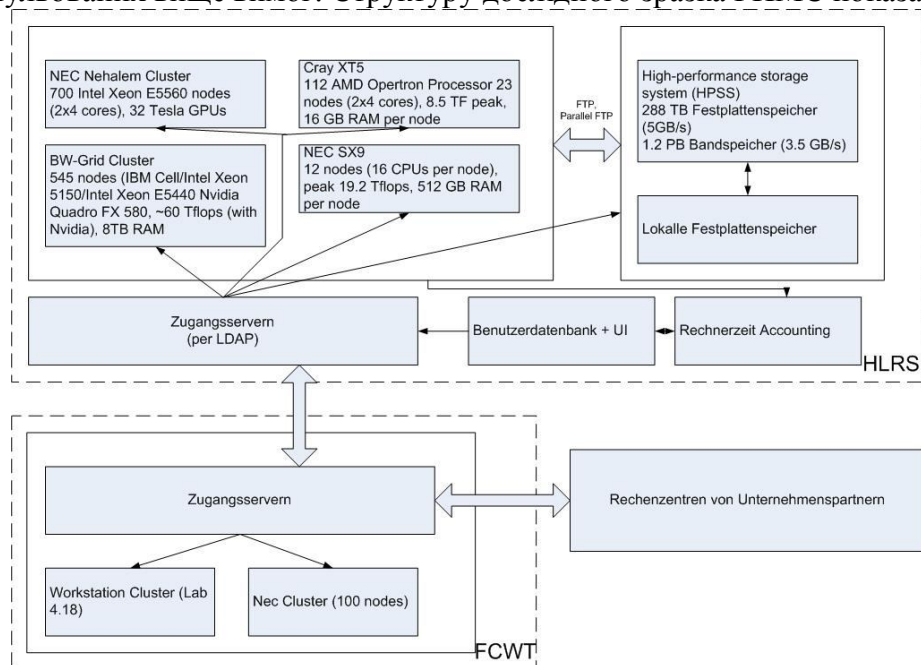 вище вимог. Структуру дослідного зразка
NEC Nehalem Cluster
700 Intel Xeon E5560 nodes
(2x4 cores), 32 Tesla GPUs
Cray XT5
112 AMD Opertron Processor 23
nodes (2x4 cores), 8.5 TF peak,
16 GB RAM per node
BW-Grid Cluster
545 nodes (IBM Cell/Intel Xeon
5150/Intel Xeon E5440 Nvidia
Quadro FX 580, ~60 Tflops (with
Nvidia), 8TB RAM
NEC SX9
12 nodes (16 CPUs per node),
peak 19.2 Tflops, 512 GB RAM
per node
FTP,
Parallel FTP
High-performance storage
system (HPSS)
288 TB Festplattenspeicher
(5GB/s)
1.2 PB Bandspeicher (3.5 GB/s)
Lokalle Festplattenspeicher
Zugangsservern
(per LDAP)
Benutzerdatenbank + UI
Rechnerzeit Accounting
HLRS
Zugangsservern
Rechenzentren von Unternehmenspartnern
Workstation Cluster (Lab
4.18)
Nec Cluster (100 nodes)
FCWT